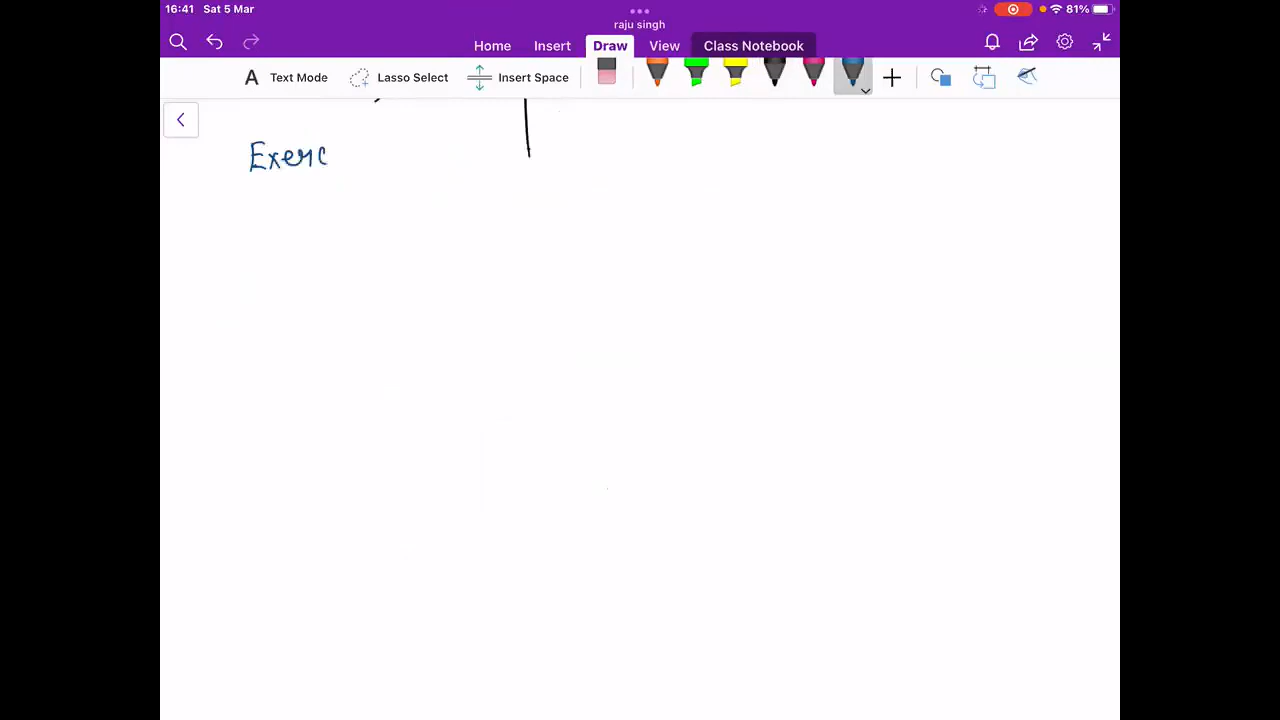 16:41 Sat 5 Mar 81%
raju singh
Home Insert Draw View Class Notebook
A Text Mode Lasso Select Insert Space
Exerc